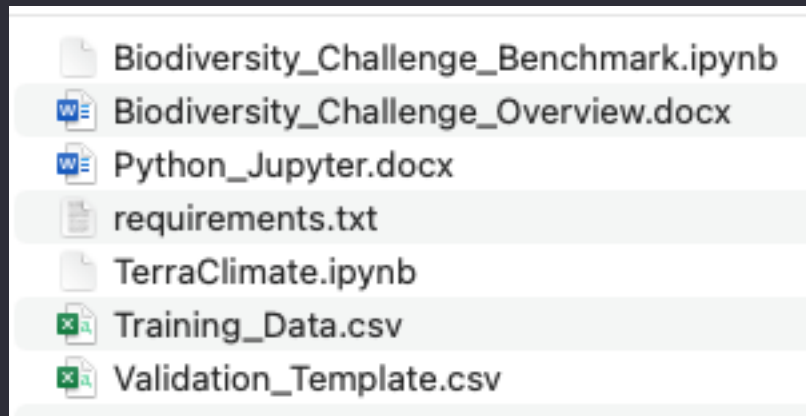 Biodiversity_Challenge_Benchmark.ipynb
Biodiversity_Challenge_Overview.docx
Python_Jupyter.docx
requirements.txt
TerraClimate.ipynb
Training_Data.csv
Validation_Template.csv